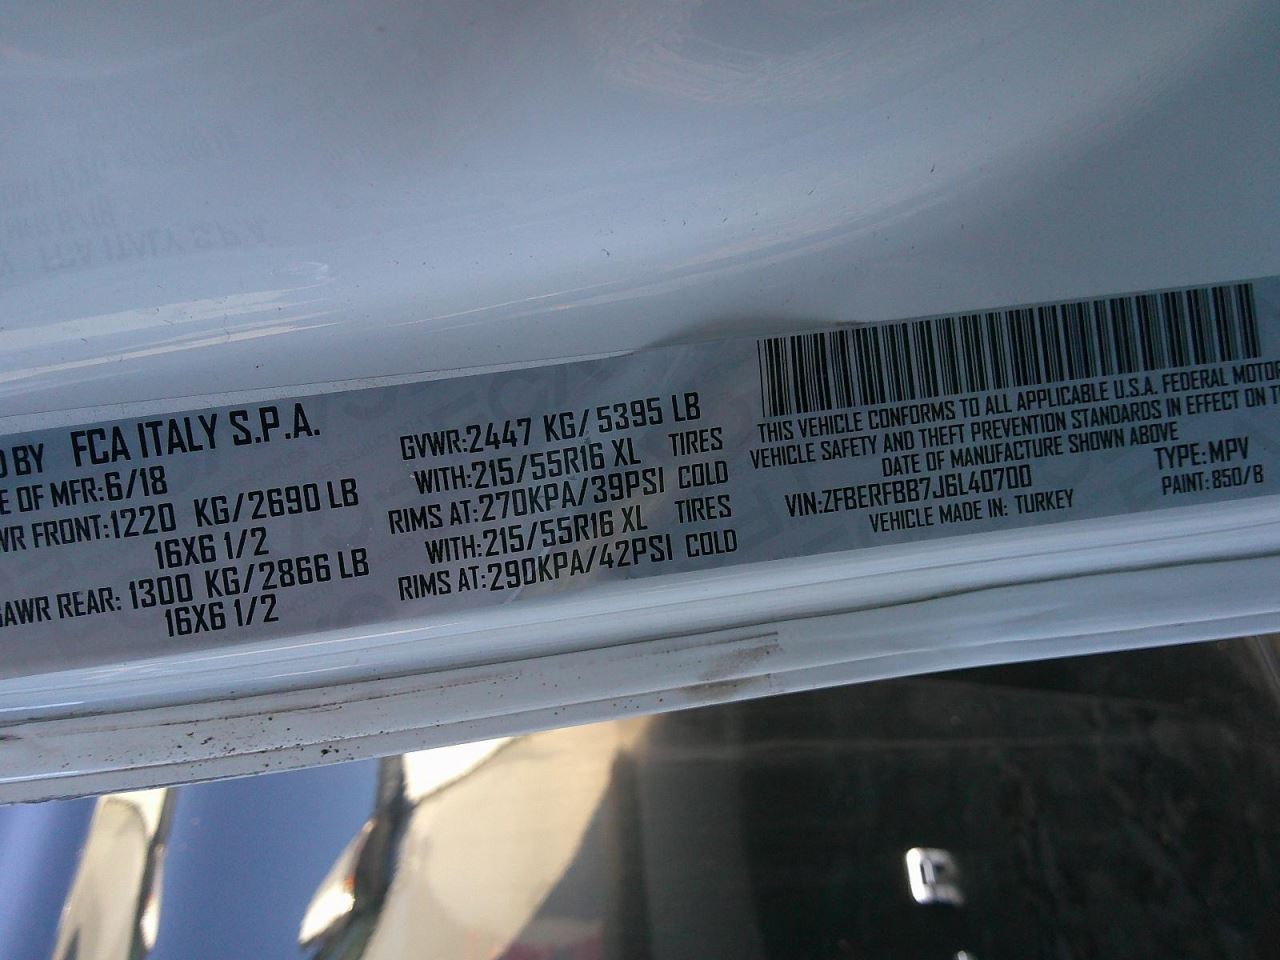 D BY FCA ITALY S.P.A.
E OF MFR:6/18
WR FRONT:1220 KG/2690 LB
16X6 1/2
GAWR REAR: 1300 KG/2866 LB
16X6 1/2
GVWR:2447 KG/ 5395 LB
WITH:215/55R16 XL TIRES
RIMS AT:270KPA/39PSI COLD
WITH:215/55R16 XL TIRES
RIMS AT:290KPA/42PSI COLD
THIS VEHICLE CONFORMS TO ALL APPLICABLE U.S.A. FEDERAL MOTOR
VEHICLE SAFETY AND THEFT PREVENTION STANDARDS IN EFFECT ON T
DATE OF MANUFACTURE SHOWN ABOVE
VIN:ZFBERFBB7J6L40700 TYPE:MPV
VEHICLE MADE IN: TURKEY PAINT:850/B